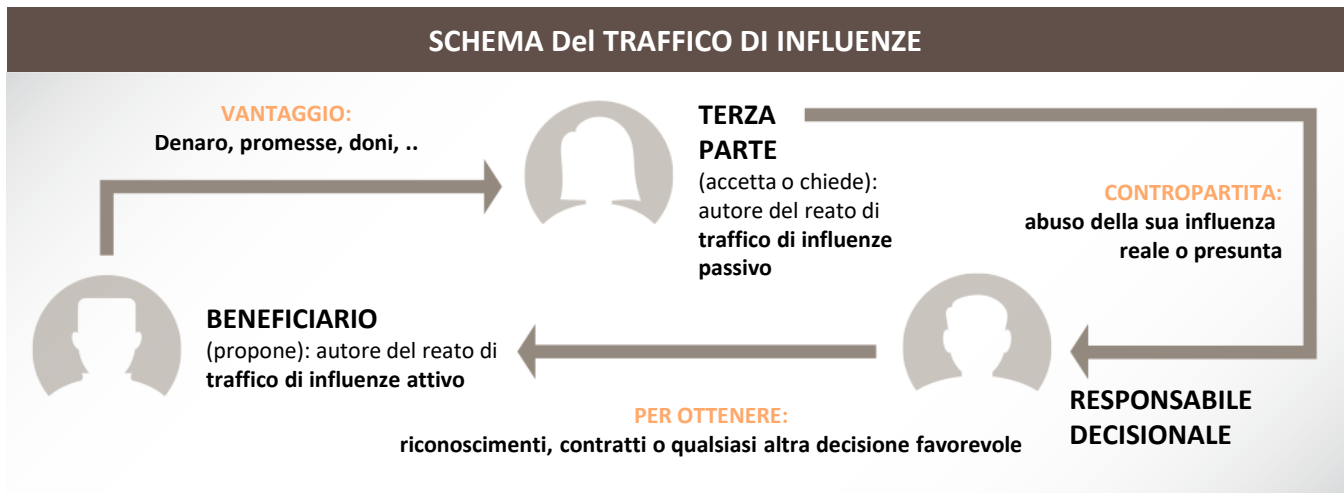 SCHEMA Del TRAFFICO DI INFLUENZE
VANTAGGIO:
Denaro, promesse, doni, ..
TERZA
PARTE
(accetta o chiede):
autore del reato di
traffico di influenze
passivo
CONTROPARTITA:
abuso della sua influenza
reale o presunta
BENEFICIARIO
(propone): autore del reato di
traffico di influenze attivo
RESPONSABILE
DECISIONALE
PER OTTENERE:
riconoscimenti, contratti o qualsiasi altra decisione favorevole